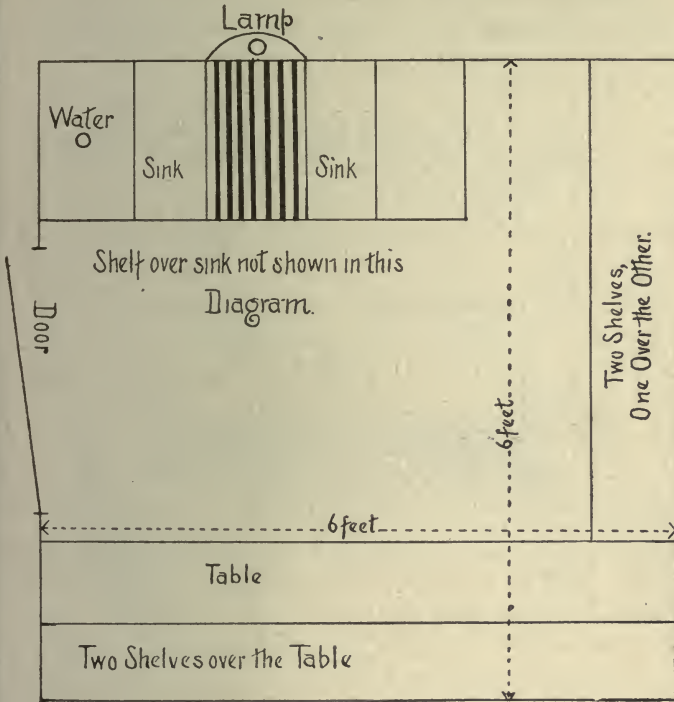 Lamp
Water
Sink
Sink
Shelf over sink not shown in this
Diagram.
Door
Two Shelves,
One Over the Other.
6 feet
6 feet
Table
Two Shelves over the Table